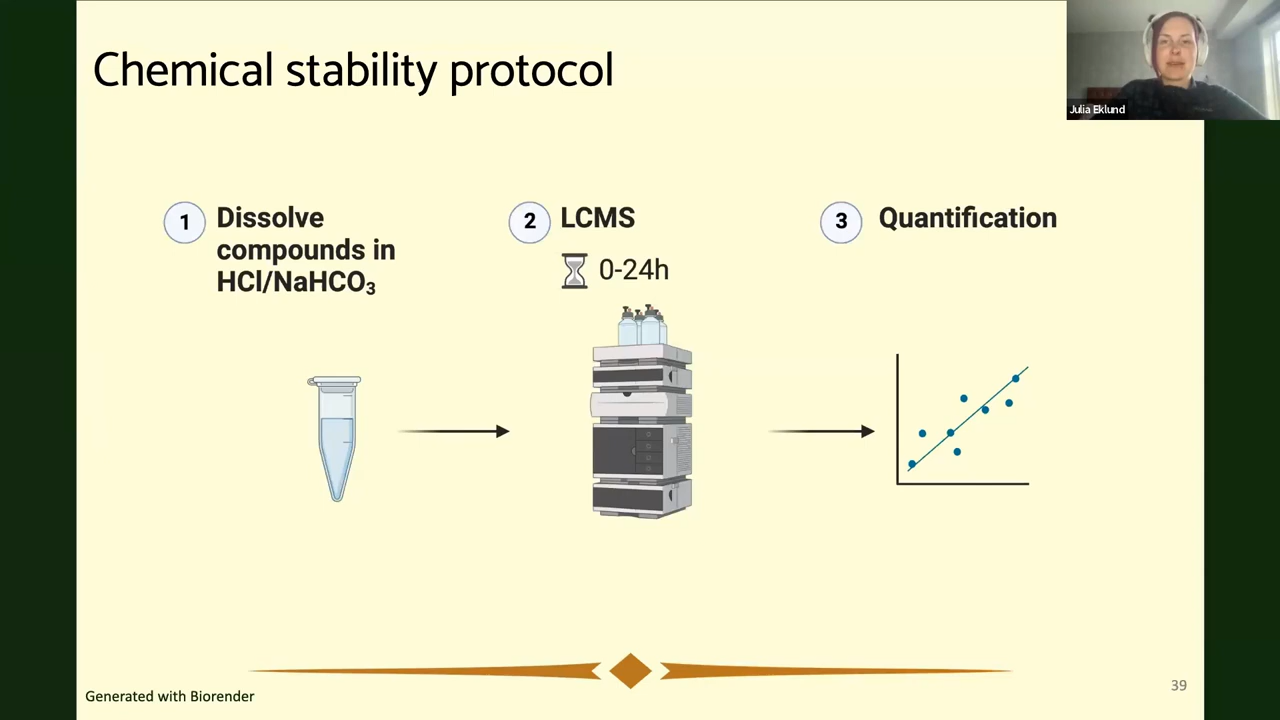 Chemical stability protocol
Julia Eklund
1
Dissolve
compounds in
HCl/NaHCO₃
2
LCMS
0-24h
3
Quantification
Generated with Biorender
39